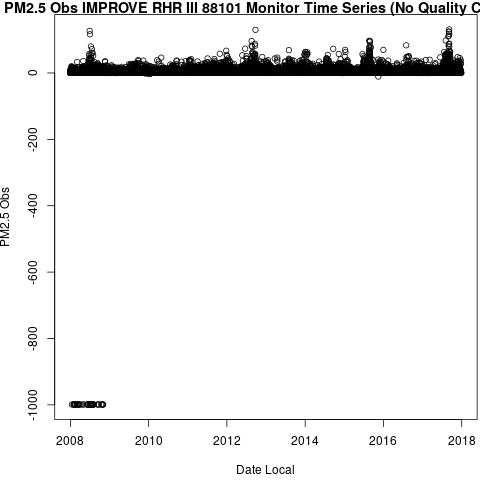 PM2.5 Obs IMPROVE RHR III 88101 Monitor Time Series (No Quality C
PM2.5 Obs
0
-200
-400
-600
-800
-1000
2008 2010 2012 2014 2016 2018
Date Local